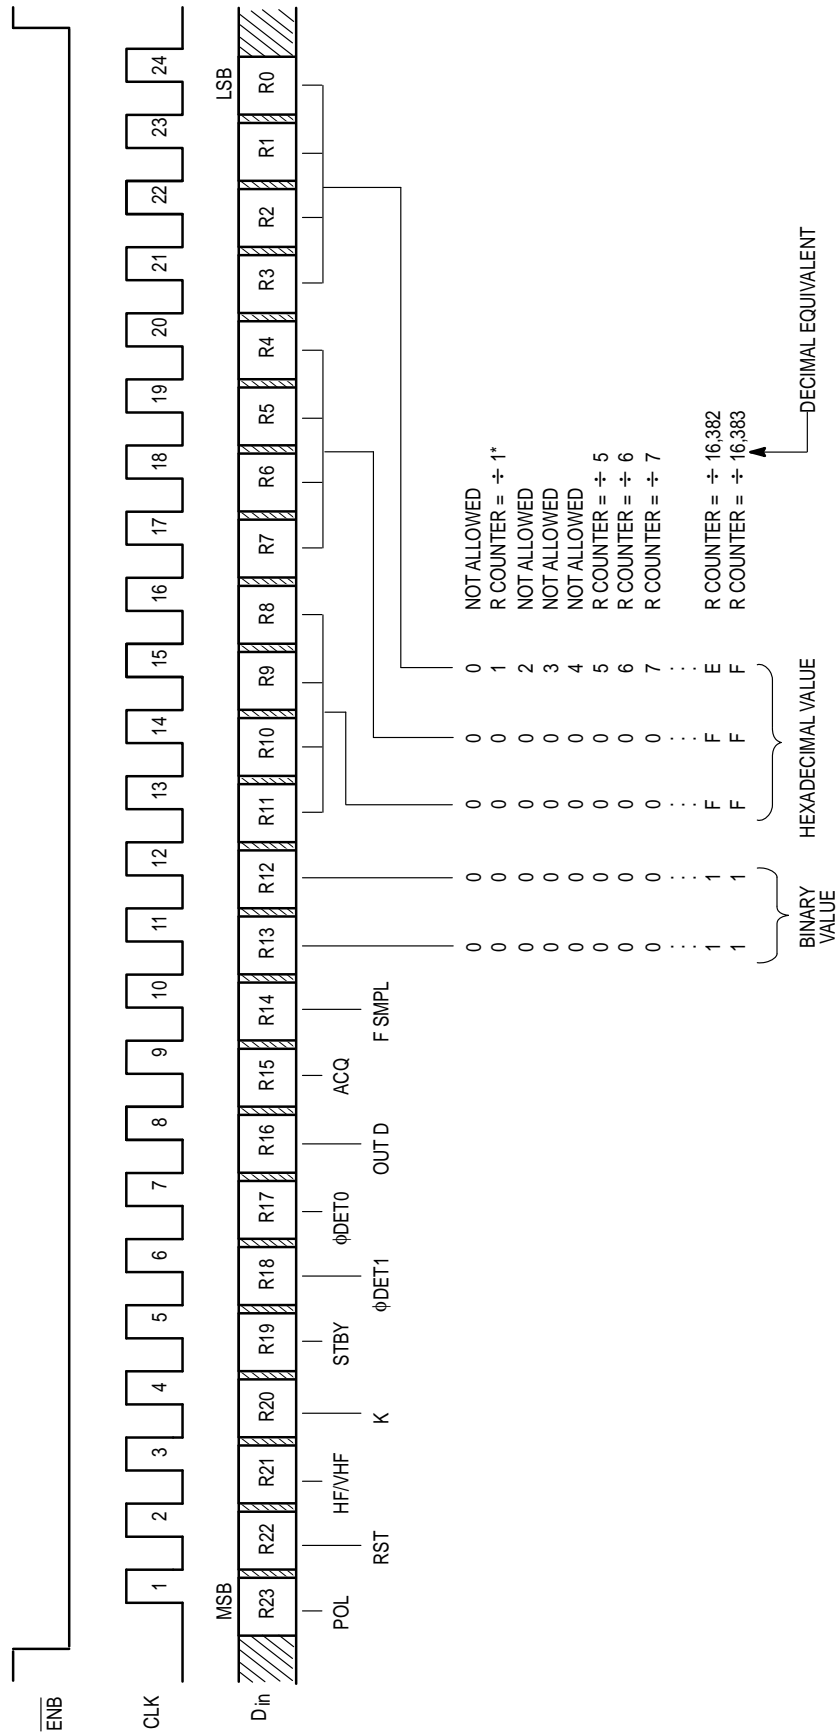 ENB
CLK
1 2 3 4 5 6 7 8 9 10 11 12 13 14 15 16 17 18 19 20 21 22 23 24
MSB LSB
Din
R23 R22 R21 R20 R19 R18 R17 R16 R15 R14 R13 R12 R11 R10 R9 R8 R7 R6 R5 R4 R3 R2 R1 R0
POL HF/VHF STBY ϕDET0 ACQ
RST K ϕDET1 OUT D F SMPL
0 0 0 0 0 NOT ALLOWED
0 0 0 0 1 R COUNTER = ÷ 1*
0 0 0 0 2 NOT ALLOWED
0 0 0 0 3 NOT ALLOWED
0 0 0 0 4 NOT ALLOWED
0 0 0 0 5 R COUNTER = ÷ 5
0 0 0 0 6 R COUNTER = ÷ 6
0 0 0 0 7 R COUNTER = ÷ 7
1 1 F F E R COUNTER = ÷ 16,382
1 1 F F F R COUNTER = ÷ 16,383
BINARY
VALUE
HEXADECIMAL VALUE
DECIMAL EQUIVALENT